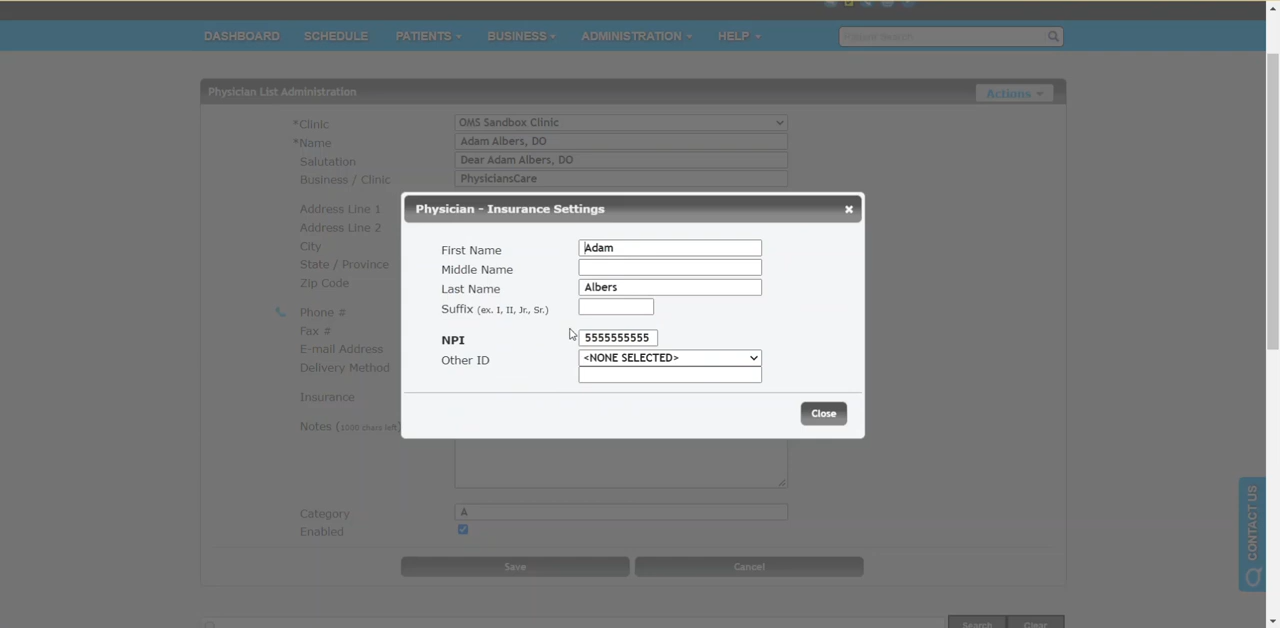 DASHBOARD SCHEDULE PATIENTS BUSINESS ADMINISTRATION HELP Patient Search
Physician List Administration Actions
*Clinic OMS Sandbox Clinic
*Name Adam Albers, DO
Salutation Dear Adam Albers, DO
Business / Clinic PhysiciansCare
Address Line 1
Address Line 2
City
State / Province
Zip Code
Phone #
Fax #
E-mail Address
Delivery Method
Insurance
Notes (1000 chars left)
Physician - Insurance Settings
First Name Adam
Middle Name
Last Name Albers
Suffix (ex. I, II, Jr., Sr.)
NPI 5555555555
Other ID <NONE SELECTED>
Close
Category A
Enabled
Save Cancel
CONTACT US
Search Clear